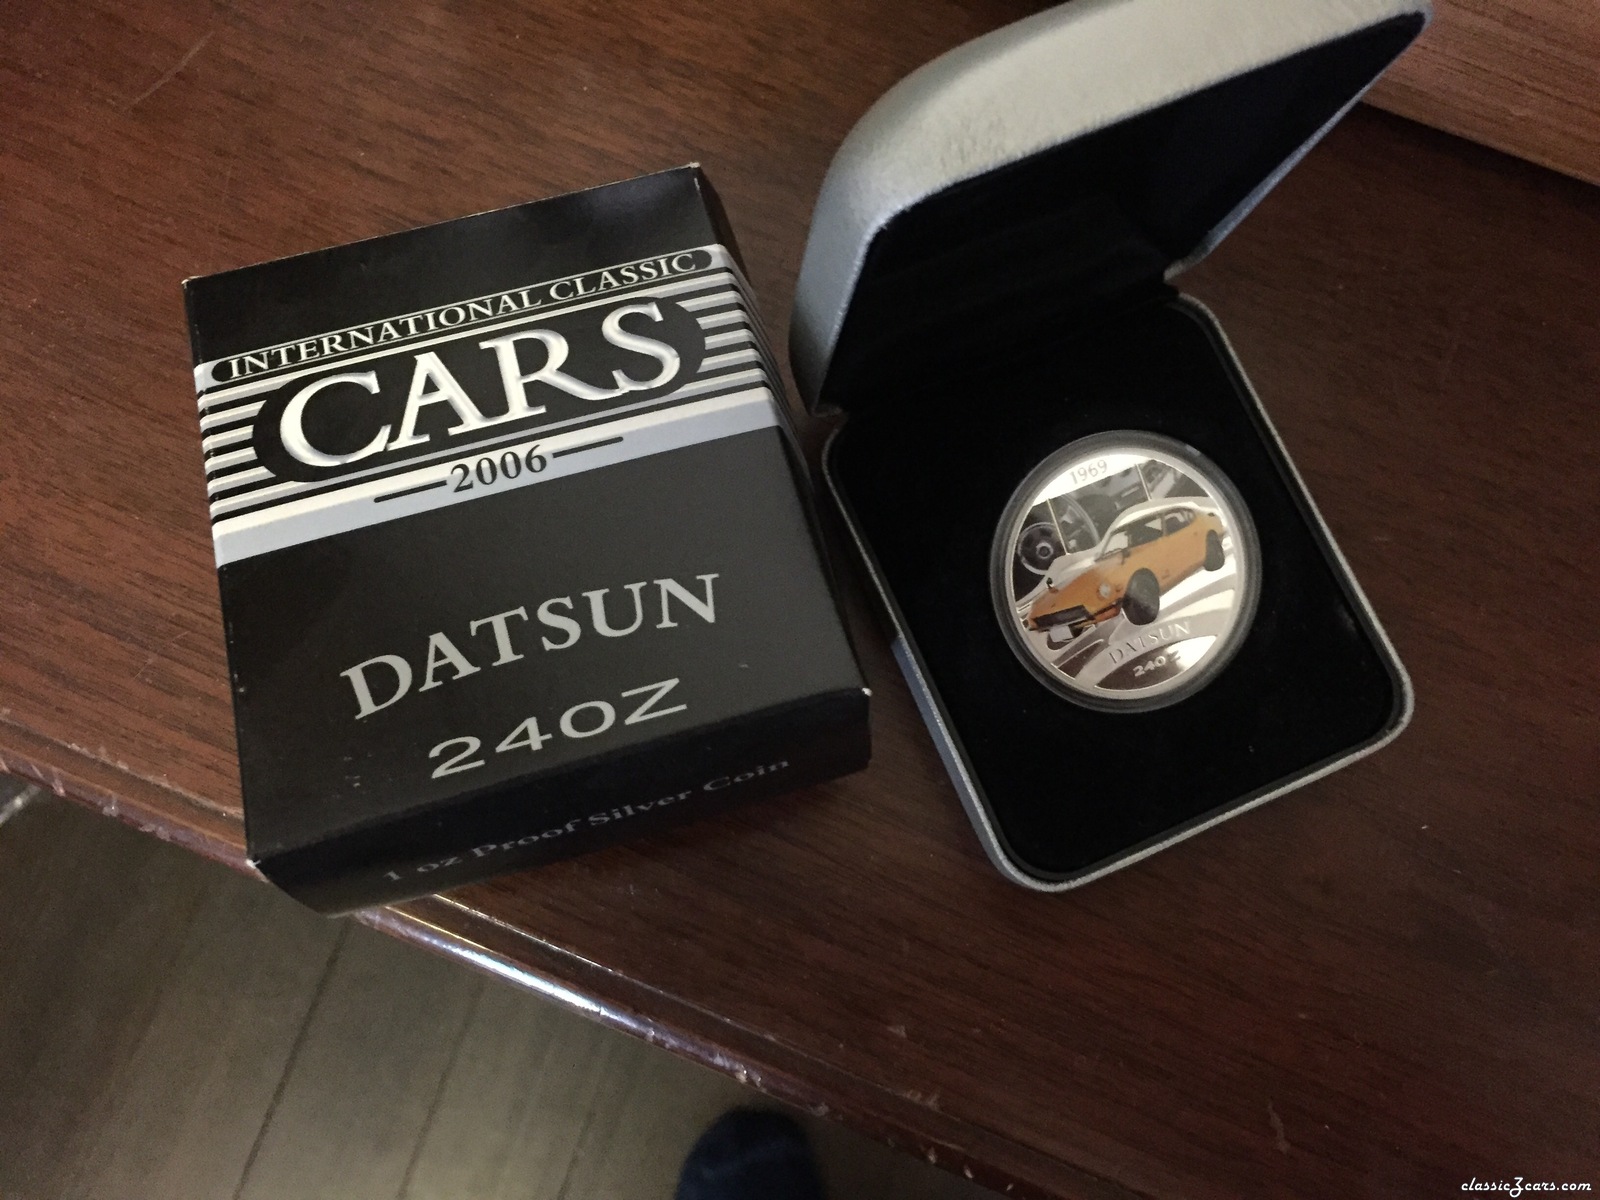 INTERNATIONAL CLASSIC
CARS
2006
DATSUN
240Z
1 oz Proof Silver Coin
1969
DATSUN
240Z
classicZcars.com